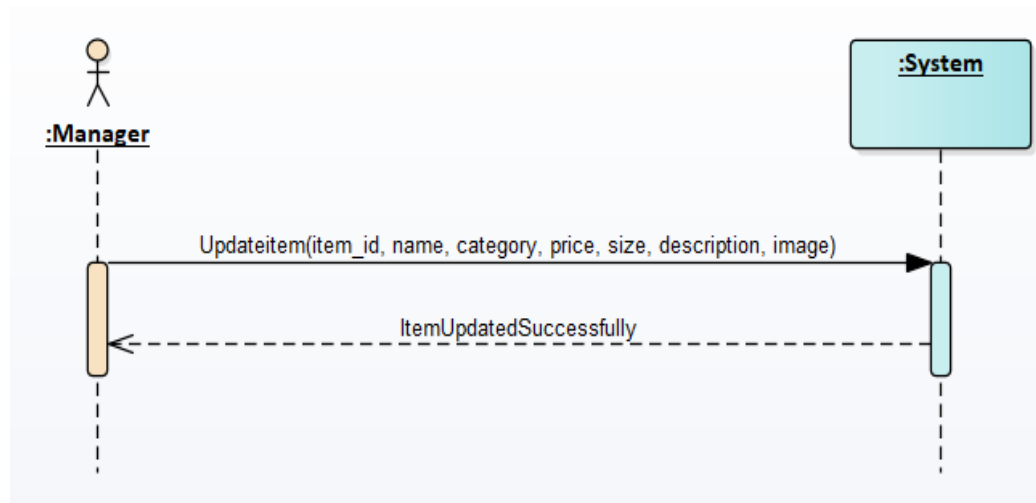 :Manager
:System
Updateitem(item_id, name, category, price, size, description, image)
ItemUpdatedSuccessfully